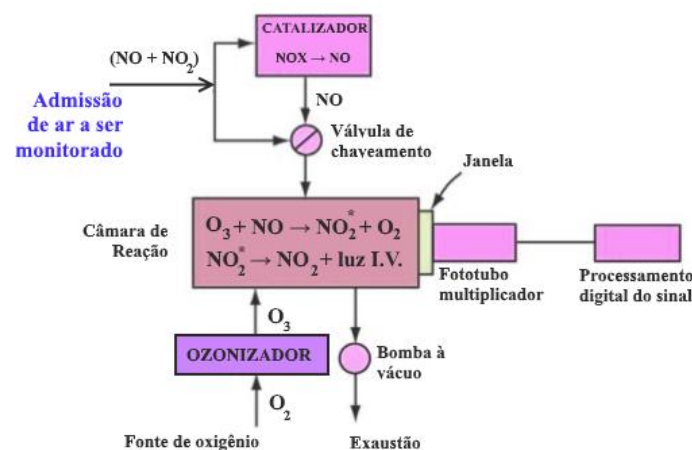 CATALIZADOR
NOX → NO
(NO + NO₂)
Admissão
de ar a ser
monitorado
NO
Válvula de
chaveamento
Janela
Câmara de
Reação
O₃ + NO → NO₂* + O₂
NO₂* → NO₂ + luz I.V.
Fototubo
multiplicador
Processamento
digital do sinal
O₃
OZONIZADOR
Bomba à
vácuo
O₂
Fonte de oxigênio
Exaustão